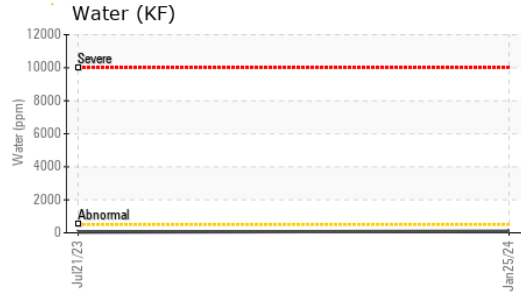 Water (KF)
12000
Severe
10000
8000
6000
4000
2000
Abnormal
0
Water (ppm)
Jul21/23
Jan25/24